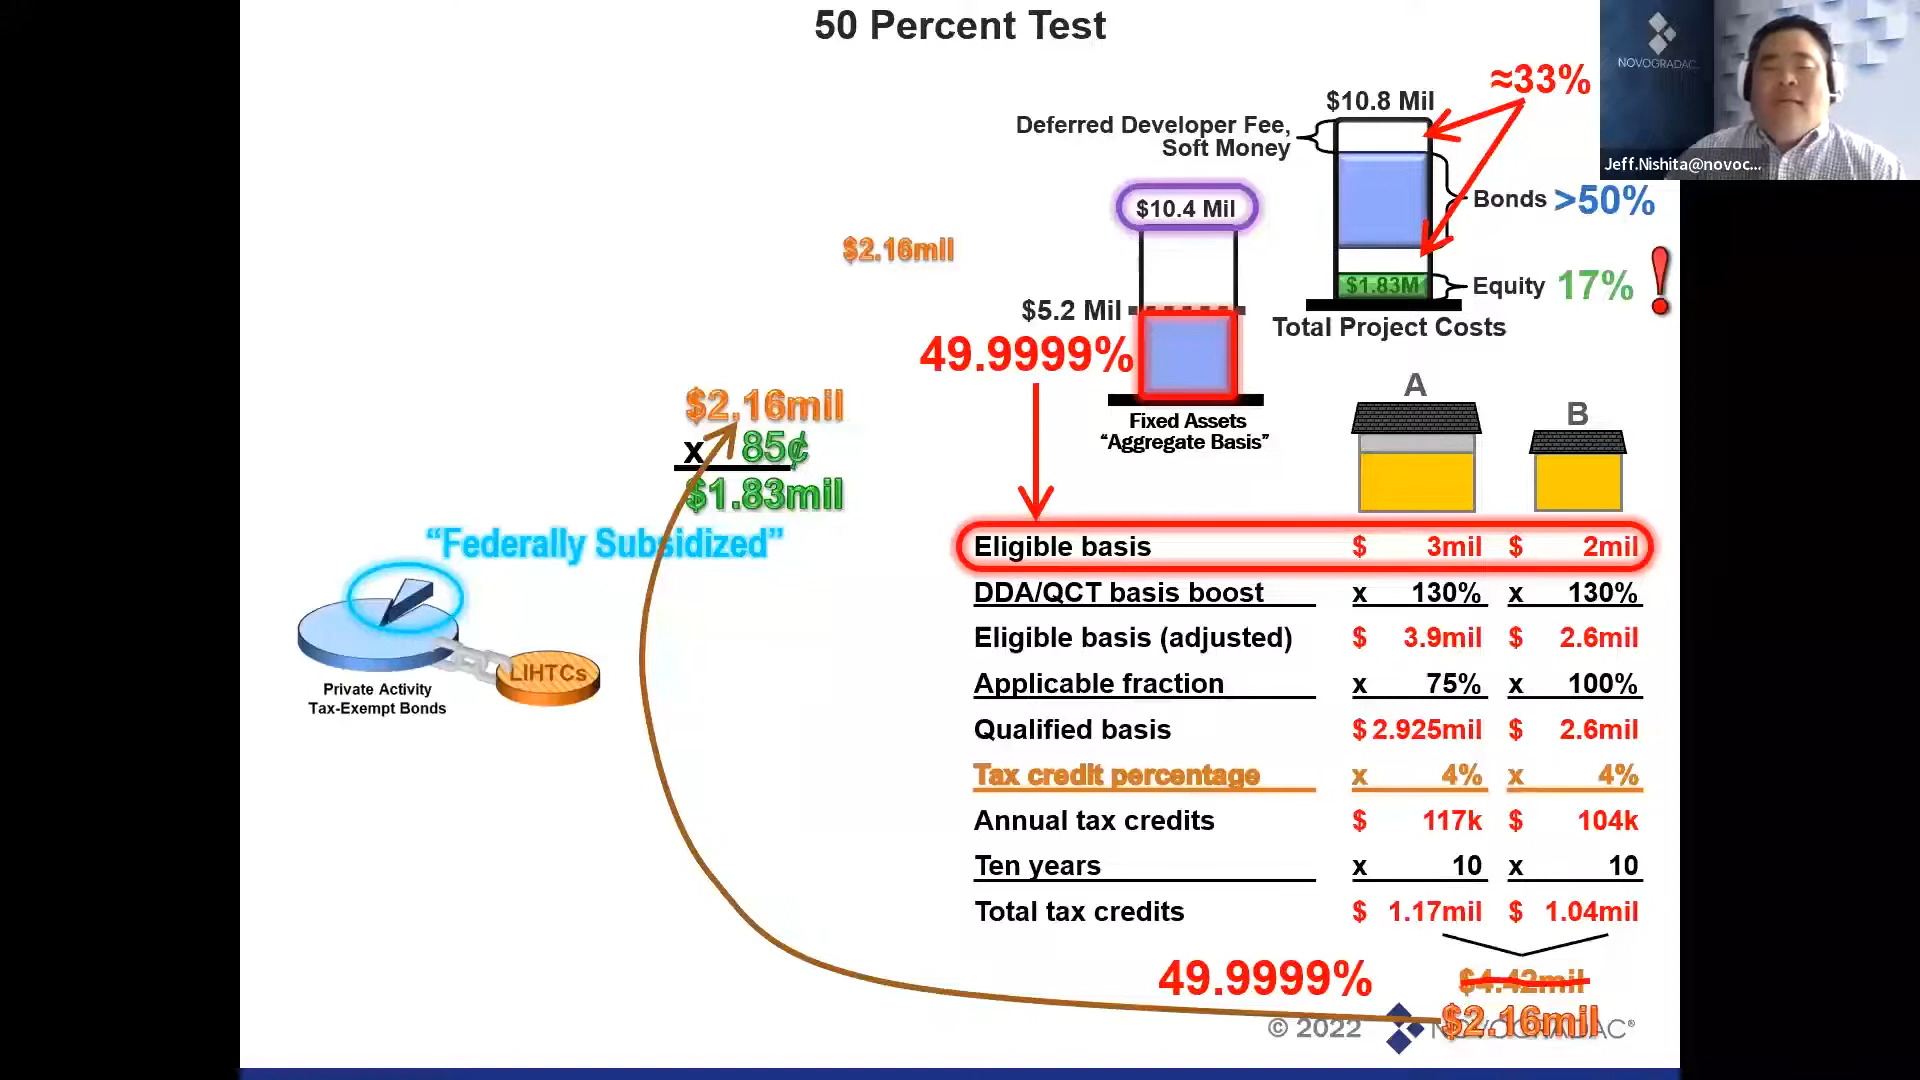 50 Percent Test
NOVOGRADAC
Jeff.Nishita@novoc...
≈33%
$10.8 Mil
Deferred Developer Fee,
Soft Money
Bonds >50%
$10.4 Mil
$2.16mil
$1.83M
Equity 17% !
$5.2 Mil
Total Project Costs
49.9999%
Fixed Assets
“Aggregate Basis”
A
B
$2.16mil
x 85¢
$1.83mil
“Federally Subsidized”
LIHTCs
Private Activity
Tax-Exempt Bonds
Eligible basis $ 3mil $ 2mil
DDA/QCT basis boost x 130% x 130%
Eligible basis (adjusted) $ 3.9mil $ 2.6mil
Applicable fraction x 75% x 100%
Qualified basis $ 2.925mil $ 2.6mil
Tax credit percentage x 4% x 4%
Annual tax credits $ 117k $ 104k
Ten years x 10 x 10
Total tax credits $ 1.17mil $ 1.04mil
49.9999%
$4.42mil
$2.16mil
© 2022 NOVOGRADAC®